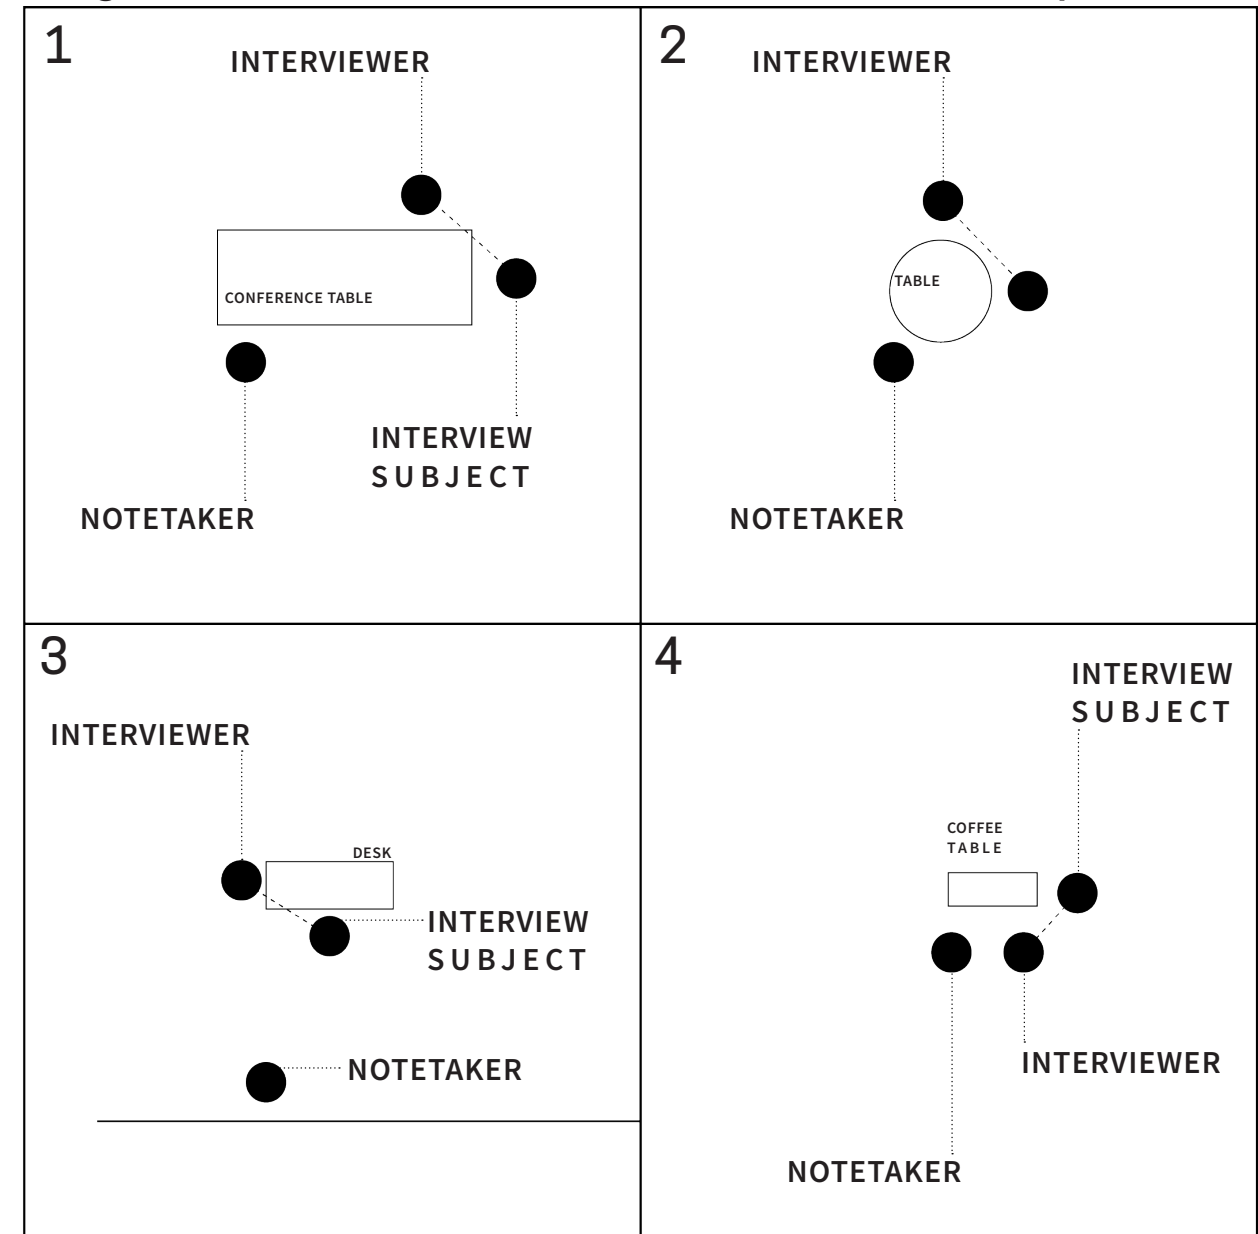 1
INTERVIEWER
CONFERENCE TABLE
INTERVIEW
SUBJECT
NOTETAKER
2
INTERVIEWER
TABLE
NOTETAKER
3
INTERVIEWER
DESK
INTERVIEW
SUBJECT
NOTETAKER
4
INTERVIEW
SUBJECT
COFFEE
TABLE
INTERVIEWER
NOTETAKER